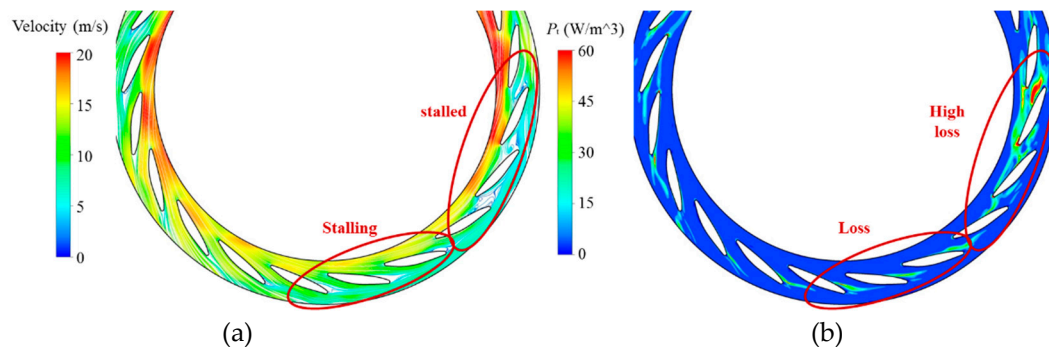 Velocity (m/s)
20
15
10
5
0
stalled
Stalling
(a)
Pₜ (W/m^3)
60
45
30
15
0
High
loss
Loss
(b)